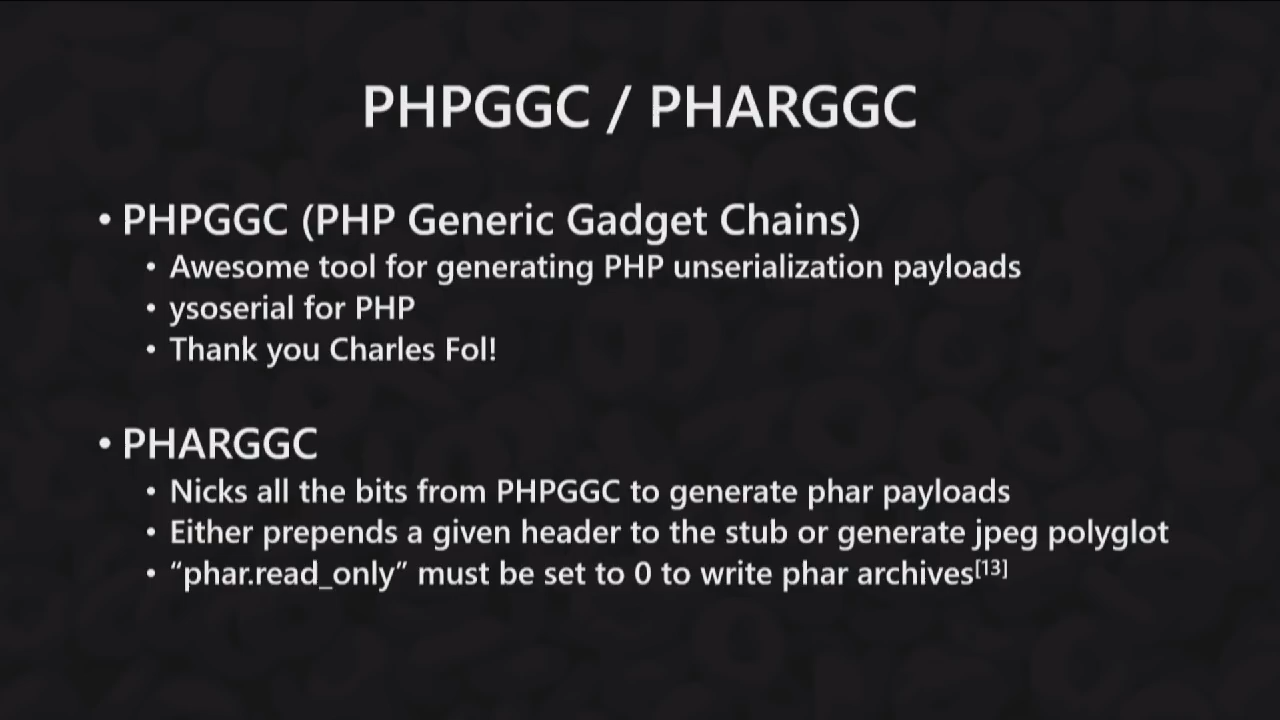 PHPGGC / PHARGGC
• PHPGGC (PHP Generic Gadget Chains)
• Awesome tool for generating PHP unserialization payloads
• ysoserial for PHP
• Thank you Charles Fol!
• PHARGGC
• Nicks all the bits from PHPGGC to generate phar payloads
• Either prepends a given header to the stub or generate jpeg polyglot
• “phar.read_only” must be set to 0 to write phar archives[13]